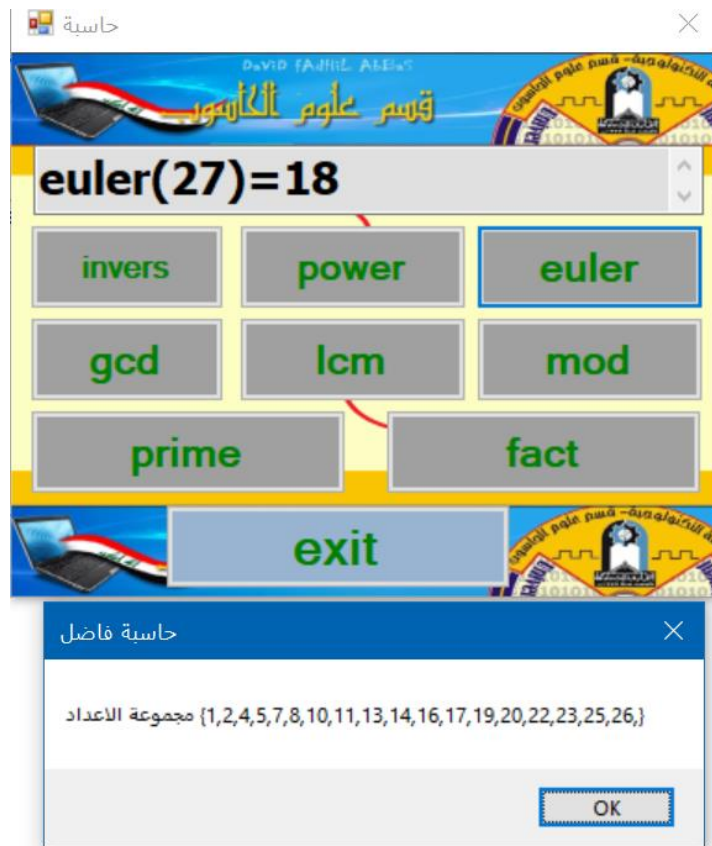 حاسبة
DaViD fAdHiL AbBaS
قسم علوم الحاسوب
euler(27)=18
invers power euler
gcd lcm mod
prime fact
exit
حاسبة فاضل
مجموعة الاعداد {1,2,4,5,7,8,10,11,13,14,16,17,19,20,22,23,25,26,}
OK